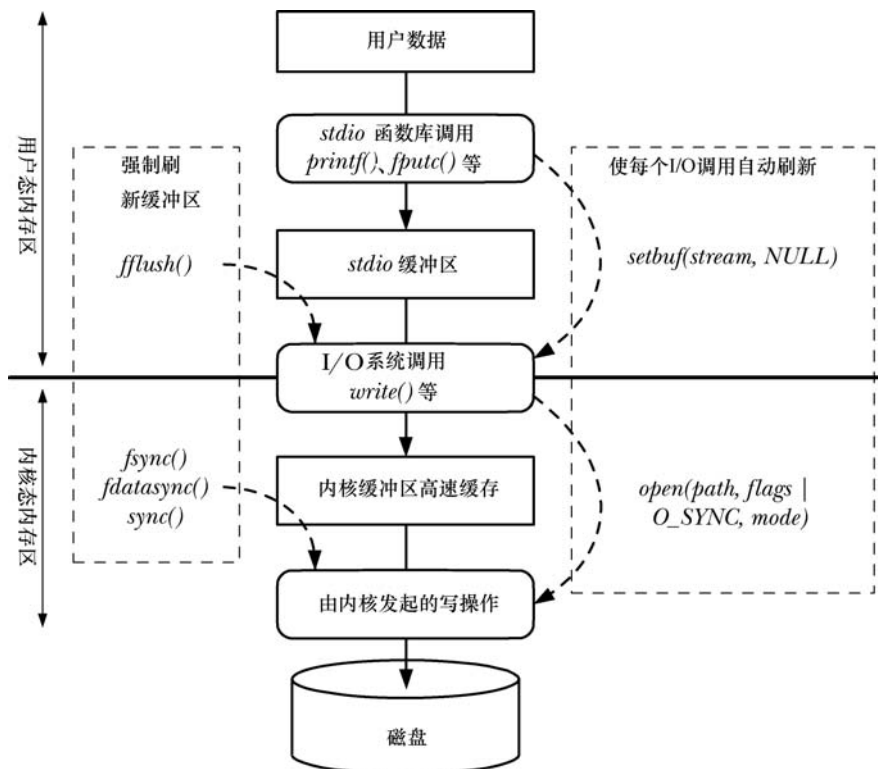 用户数据
stdio 函数库调用
printf()、fputc() 等
强制刷
新缓冲区
使每个I/O调用自动刷新
用户态内存区
fflush()
stdio 缓冲区
setbuf(stream, NULL)
I/O系统调用
write() 等
fsync()
fdatasync()
sync()
内核缓冲区高速缓存
open(path, flags |
O_SYNC, mode)
内核态内存区
由内核发起的写操作
磁盘